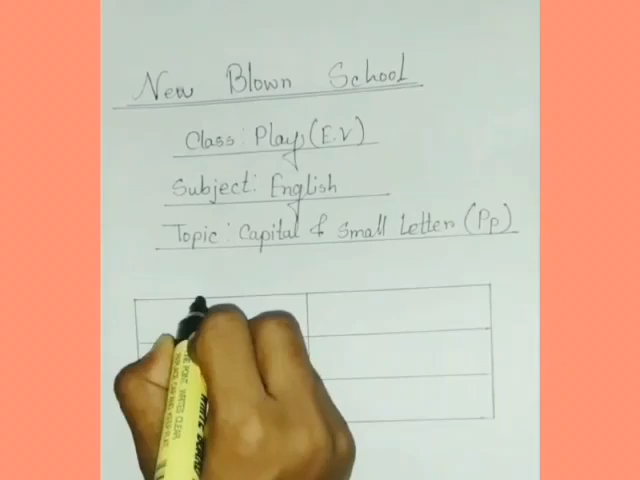 New Blown School
Class: Play (E.V)
Subject: English
Topic: Capital & Small Letter (Pp)